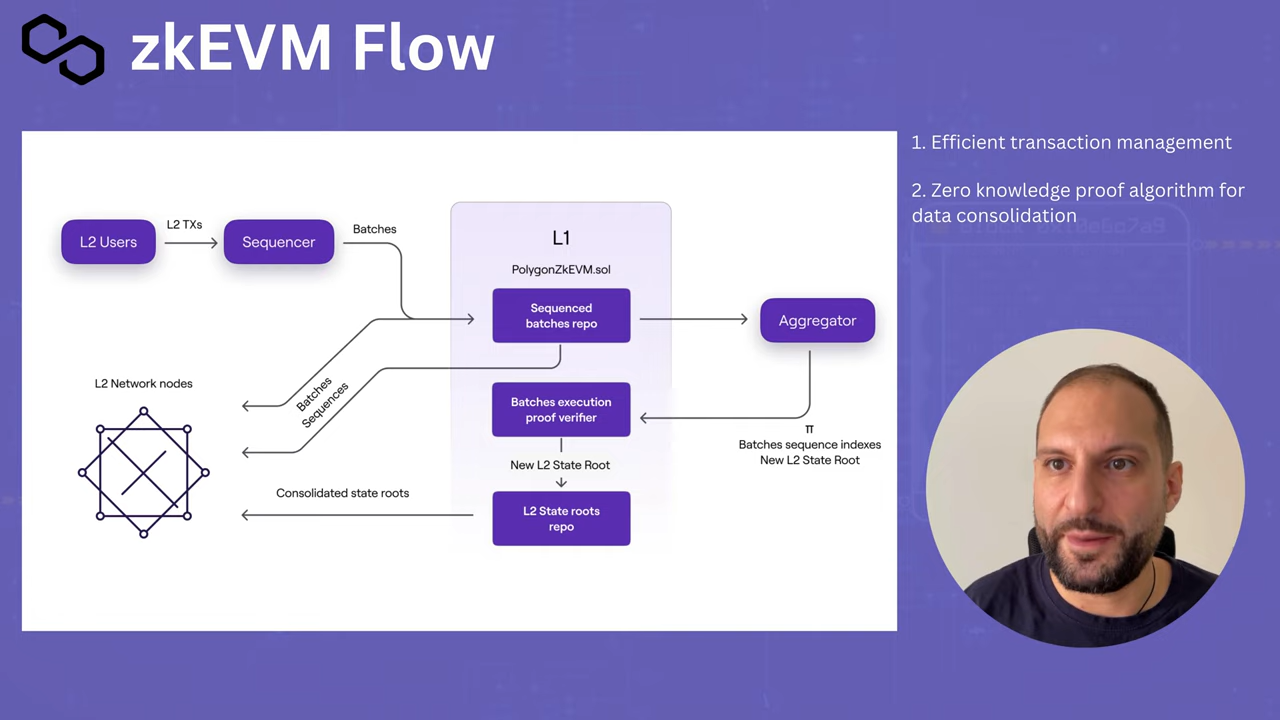 zkEVM Flow
1. Efficient transaction management
2. Zero knowledge proof algorithm for
data consolidation
L2 Users
L2 TXs
Sequencer
Batches
L1
PolygonZkEVM.sol
Sequenced
batches repo
Aggregator
L2 Network nodes
Batches
Sequences
Batches execution
proof verifier
π
Batches sequence indexes
New L2 State Root
New L2 State Root
Consolidated state roots
L2 State roots
repo